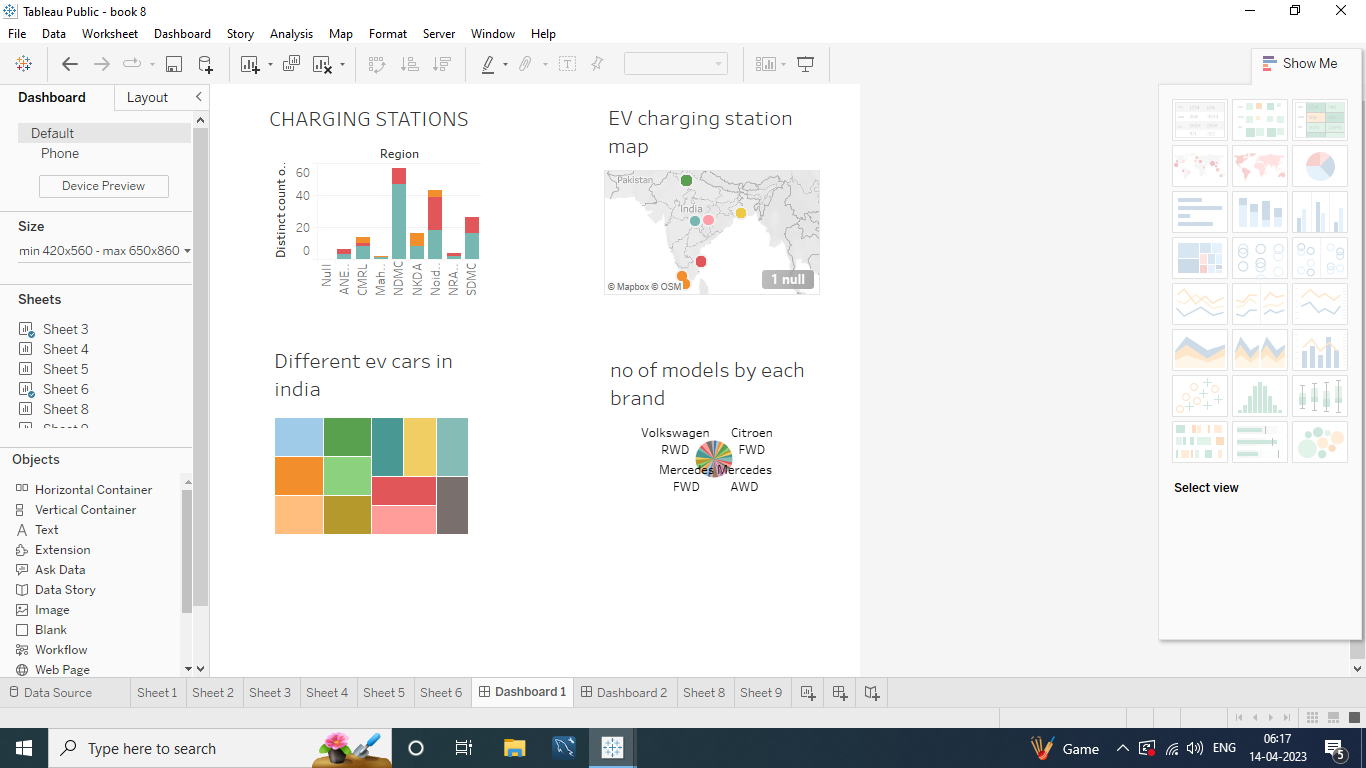 Tableau Public - book 8
File Data Worksheet Dashboard Story Analysis Map Format Server Window Help
Show Me
Dashboard Layout
Default
Phone
Device Preview
Size
min 420x560 - max 650x860
Sheets
Sheet 3
Sheet 4
Sheet 5
Sheet 6
Sheet 8
Objects
Horizontal Container
Vertical Container
Text
Extension
Ask Data
Data Story
Image
Blank
Workflow
Web Page
CHARGING STATIONS
Region
Distinct count o..
60
40
20
0
Null
ANE..
CMRL
Mah..
NDMC
NKDA
Noid..
NRA..
SDMC
EV charging station
map
Pakistan
India
© Mapbox © OSM
1 null
Different ev cars in
india
no of models by each
brand
Volkswagen
RWD
Citroen
FWD
Mercedes
FWD
Mercedes
AWD
Select view
Data Source Sheet 1 Sheet 2 Sheet 3 Sheet 4 Sheet 5 Sheet 6 Dashboard 1 Dashboard 2 Sheet 8 Sheet 9
Type here to search
Game
ENG
06:17
14-04-2023
5